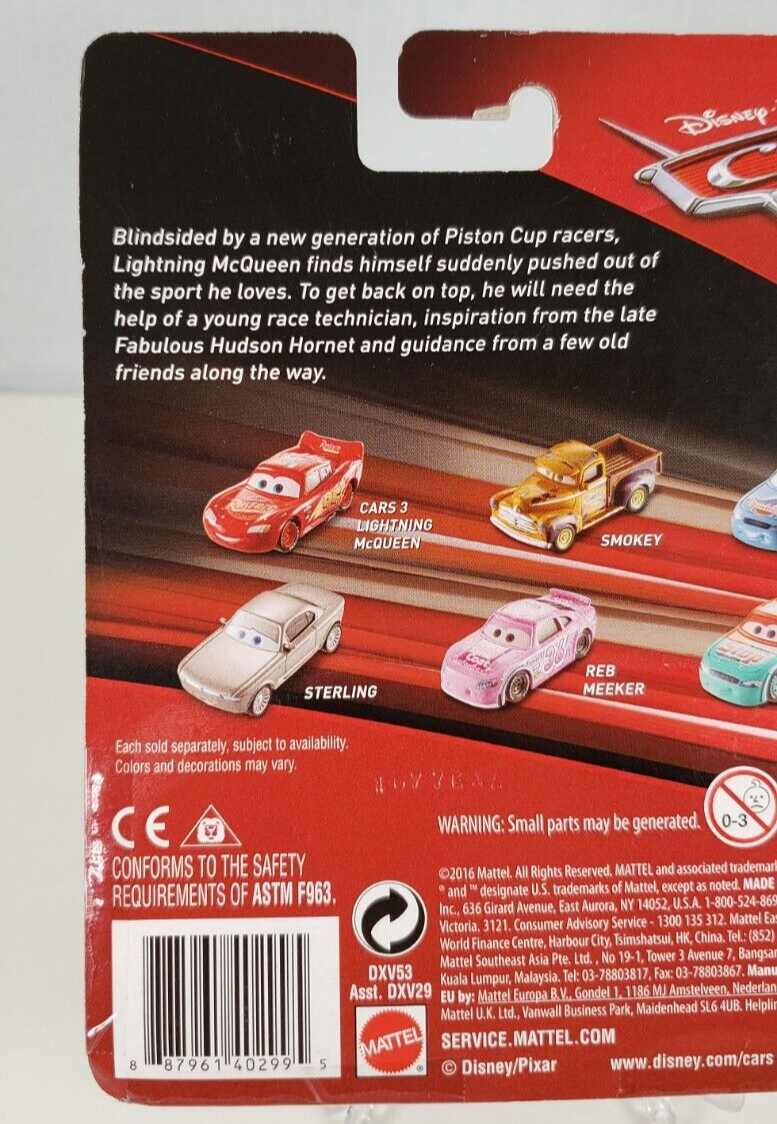 Disney
Blindsided by a new generation of Piston Cup racers,
Lightning McQueen finds himself suddenly pushed out of
the sport he loves. To get back on top, he will need the
help of a young race technician, inspiration from the late
Fabulous Hudson Hornet and guidance from a few old
friends along the way.
CARS 3
LIGHTNING
McQUEEN
SMOKEY
STERLING
REB
MEEKER
Each sold separately, subject to availability.
Colors and decorations may vary.
CE
CONFORMS TO THE SAFETY
REQUIREMENTS OF ASTM F963.
WARNING: Small parts may be generated.
0-3
©2016 Mattel. All Rights Reserved. MATTEL and associated trademar
® and ™ designate U.S. trademarks of Mattel, except as noted. MADE
Inc., 636 Girard Avenue, East Aurora, NY 14052, U.S.A. 1-800-524-869
Victoria. 3121. Consumer Advisory Service - 1300 135 312. Mattel Eas
World Finance Centre, Harbour City, Tsimshatsui, HK, China. Tel.: (852)
Mattel Southeast Asia Pte. Ltd. , No 19-1, Tower 3 Avenue 7, Bangsar
Kuala Lumpur, Malaysia. Tel: 03-78803817, Fax: 03-78803867. Manu
EU by: Mattel Europa B.V., Gondel 1, 1186 MJ Amstelveen, Nederlan
Mattel U.K. Ltd., Vanwall Business Park, Maidenhead SL6 4UB. Helpli
DXV53
Asst. DXV29
MATTEL
SERVICE.MATTEL.COM
© Disney/Pixar
www.disney.com/cars
8 87961 40299 5